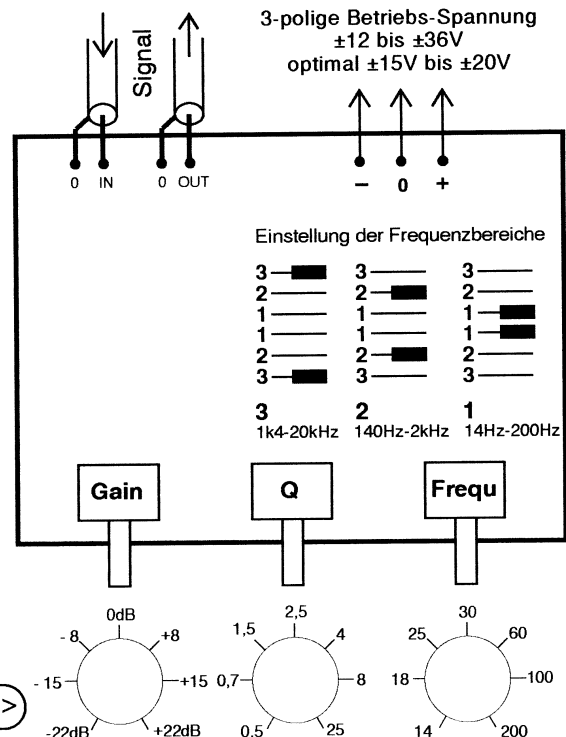 3-polige Betriebs-Spannung
±12 bis ±36V
optimal ±15V bis ±20V
Signal
0 IN 0 OUT
– 0 +
Einstellung der Frequenzbereiche
3 3 3
2 2 2
1 1 1
1 1 1
2 2 2
3 3 3
3 2 1
1k4-20kHz 140Hz-2kHz 14Hz-200Hz
Gain Q Frequ
0dB 2,5 30
- 8 +8 1,5 4 25 60
- 15 +15 0,7 8 18 100
-22dB +22dB 0,5 25 14 200
>